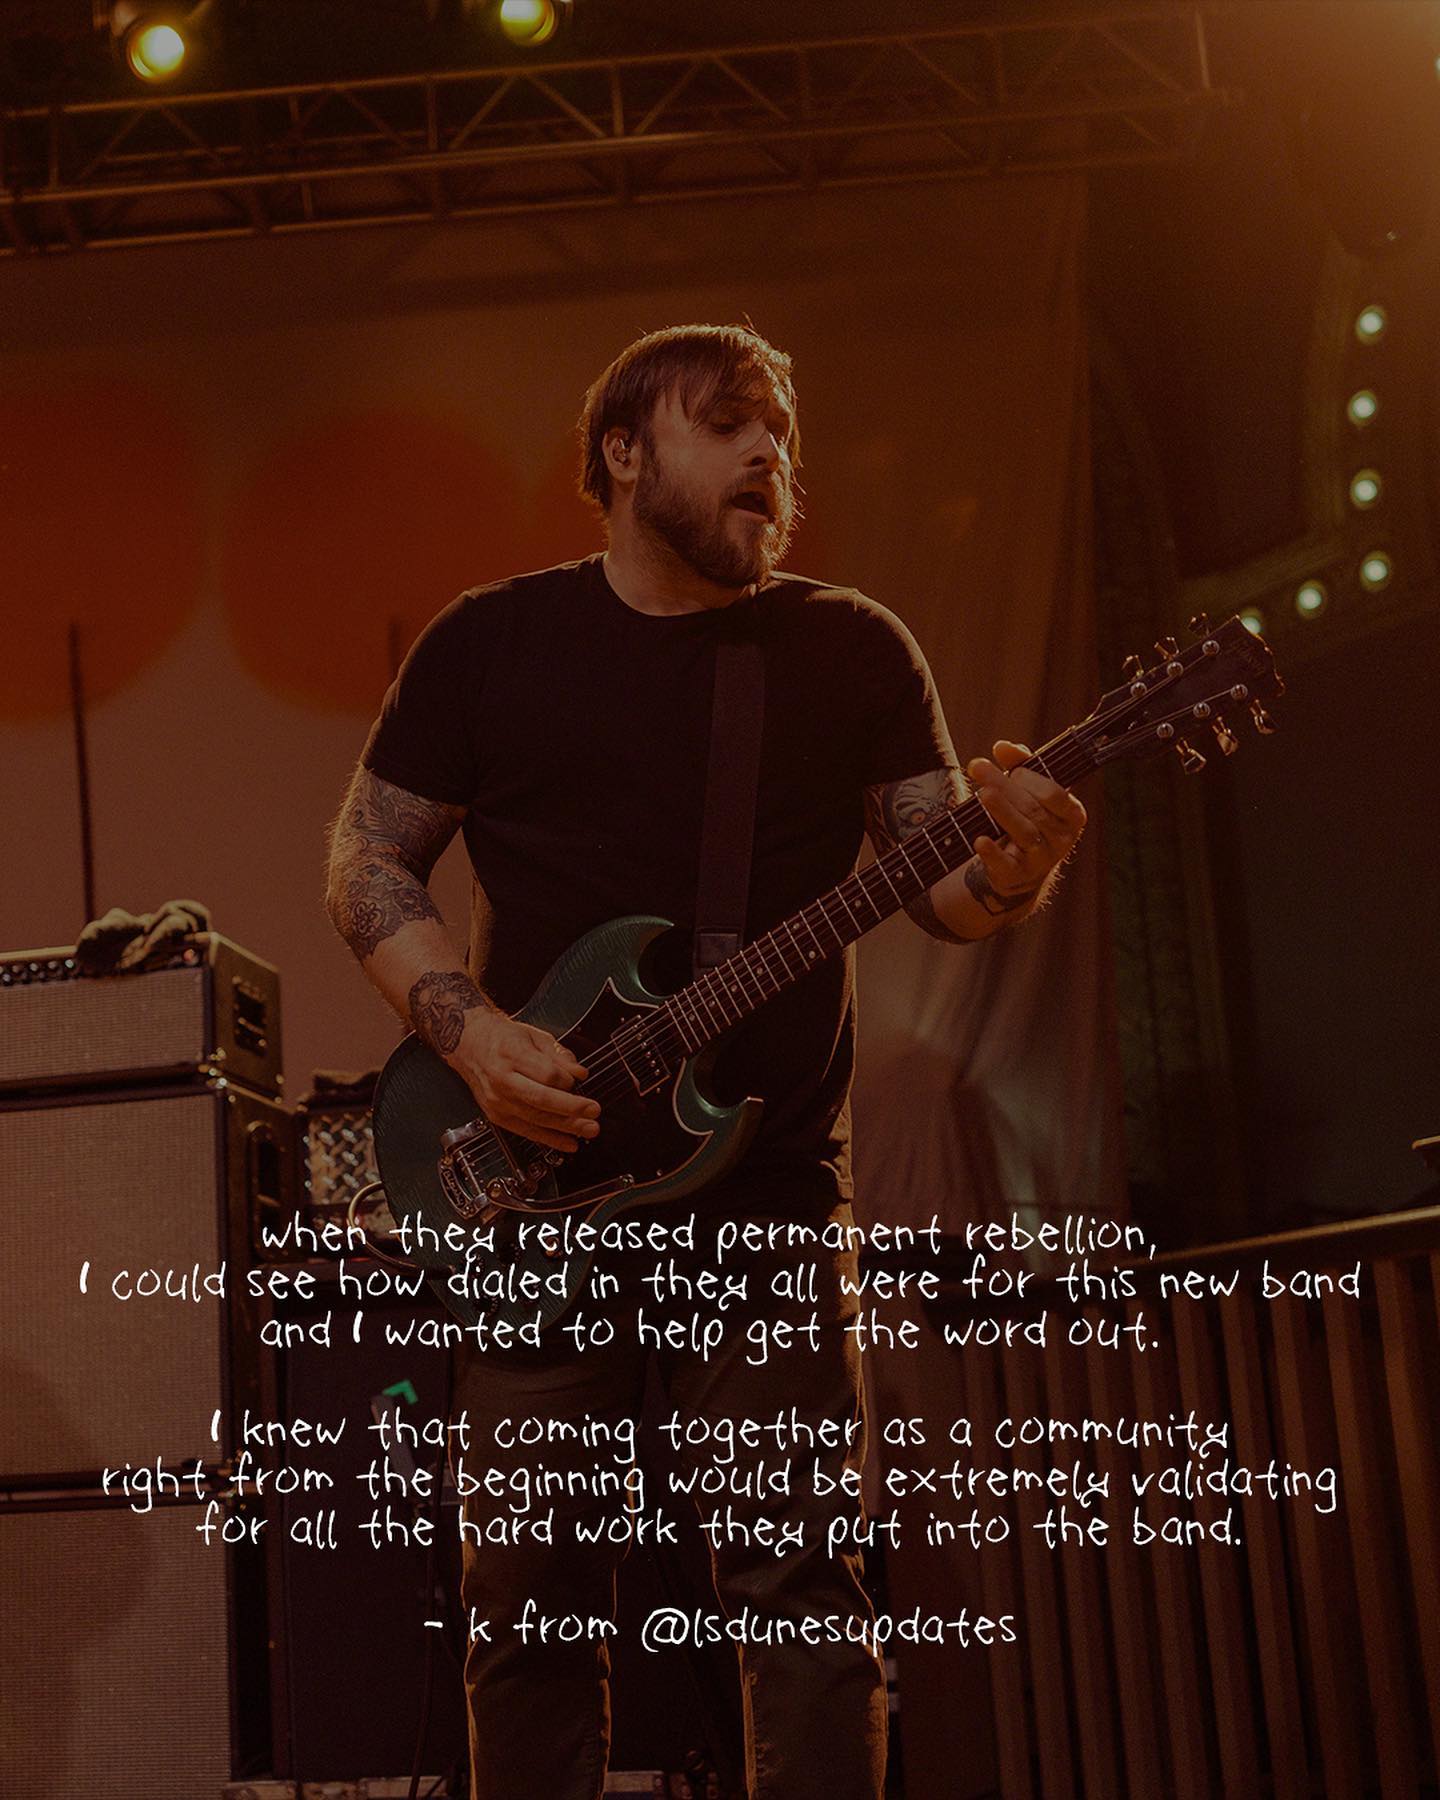 when they released permanent rebellion,
I could see how dialed in they all were for this new band
and I wanted to help get the word out.
I knew that coming together as a community
right from the beginning would be extremely validating
for all the hard work they put into the band.
- k from @lsdunesupdates